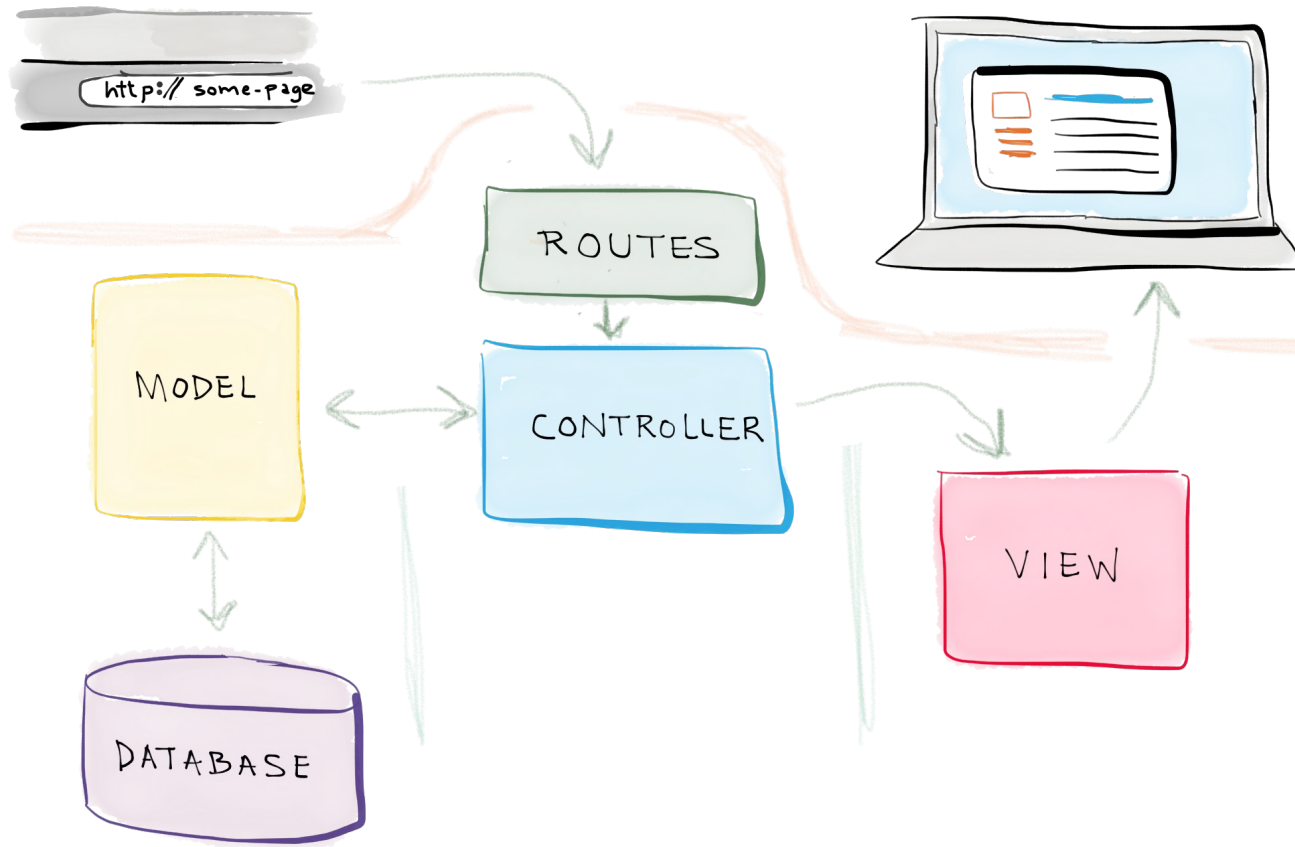 http:// some-page
ROUTES
MODEL
CONTROLLER
VIEW
DATABASE